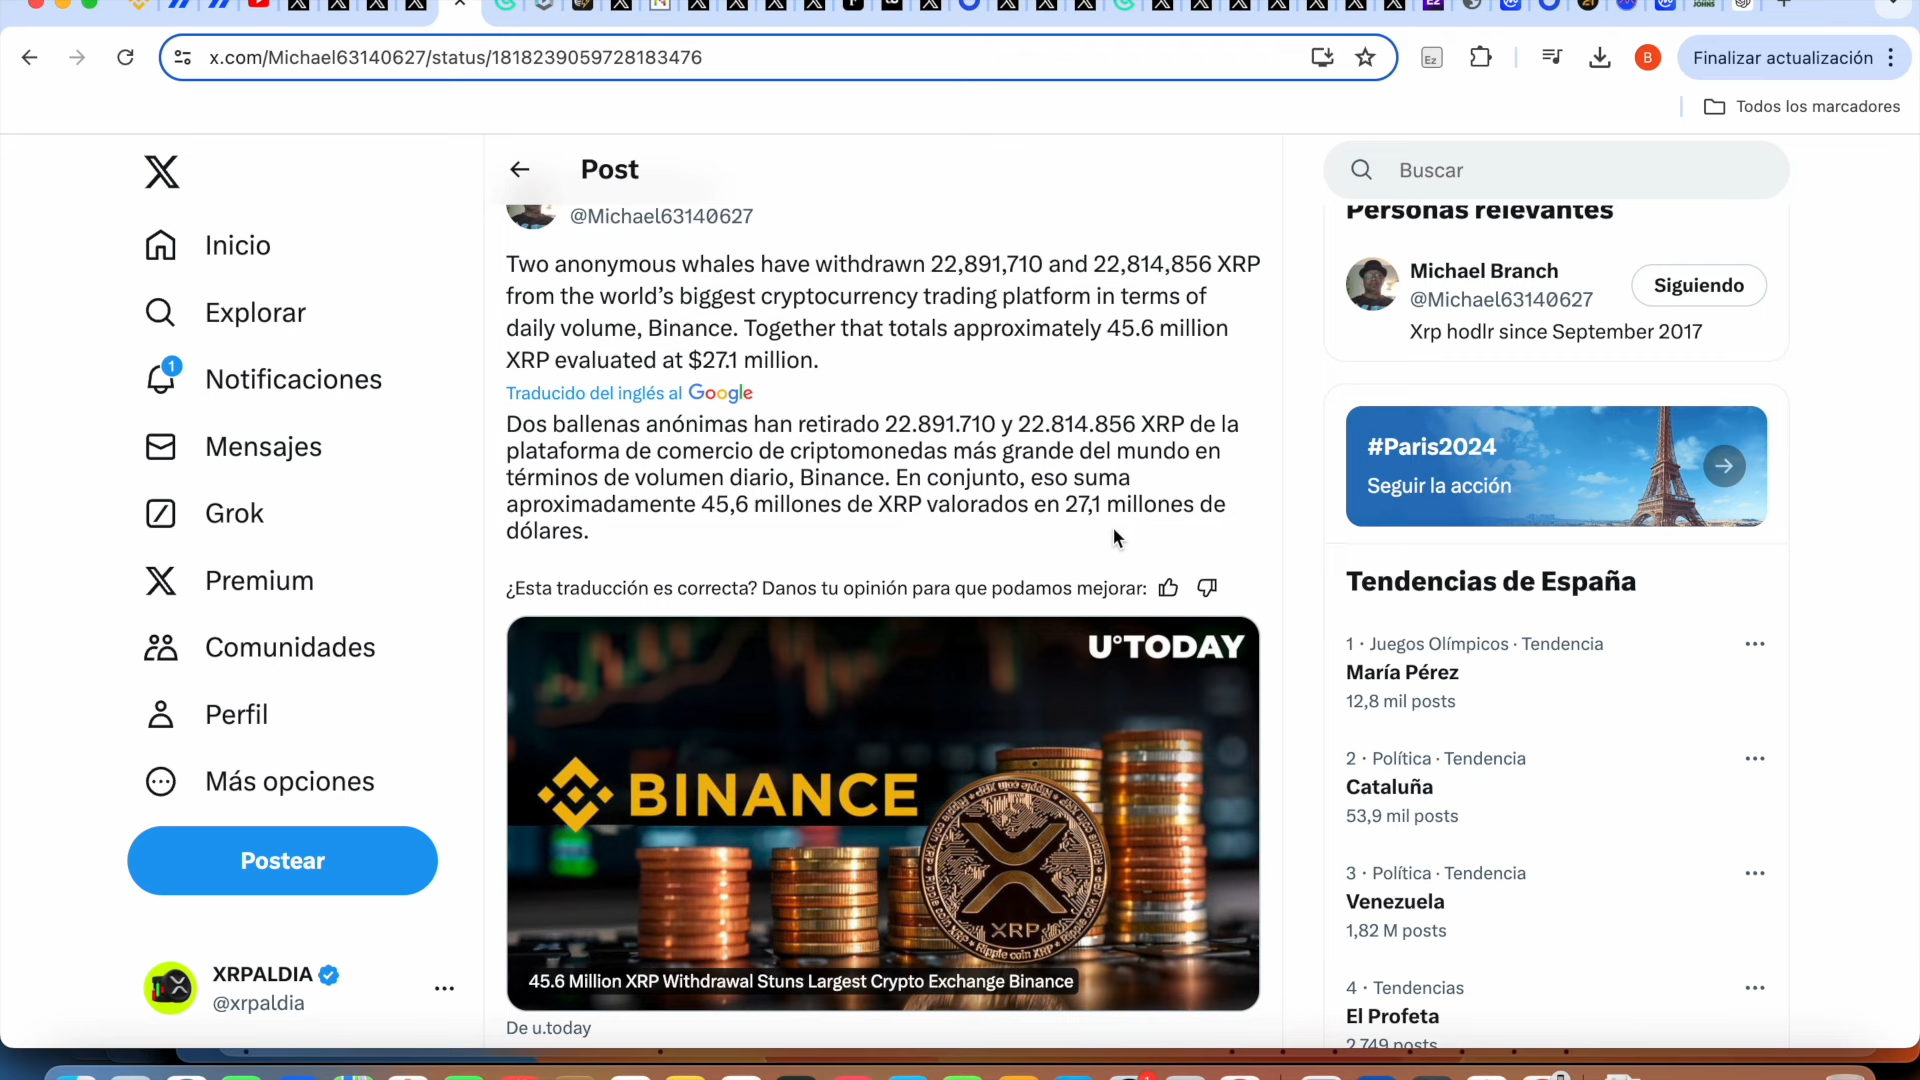 x.com/Michael63140627/status/1818239059728183476
Finalizar actualización
Todos los marcadores
Inicio
Explorar
1
Notificaciones
Mensajes
Grok
Premium
Comunidades
Perfil
Más opciones
Postear
XRPALDIA
@xrpaldia
Post
@Michael63140627
Two anonymous whales have withdrawn 22,891,710 and 22,814,856 XRP
from the world’s biggest cryptocurrency trading platform in terms of
daily volume, Binance. Together that totals approximately 45.6 million
XRP evaluated at $27.1 million.
Traducido del inglés al Google
Dos ballenas anónimas han retirado 22.891.710 y 22.814.856 XRP de la
plataforma de comercio de criptomonedas más grande del mundo en
términos de volumen diario, Binance. En conjunto, eso suma
aproximadamente 45,6 millones de XRP valorados en 27,1 millones de
dólares.
¿Esta traducción es correcta? Danos tu opinión para que podamos mejorar:
U°TODAY
BINANCE
XRP
Ripple coin XRP
45.6 Million XRP Withdrawal Stuns Largest Crypto Exchange Binance
De u.today
Buscar
Personas relevantes
Michael Branch
@Michael63140627
Siguiendo
Xrp hodlr since September 2017
#Paris2024
Seguir la acción
Tendencias de España
1 · Juegos Olímpicos · Tendencia
María Pérez
12,8 mil posts
2 · Política · Tendencia
Cataluña
53,9 mil posts
3 · Política · Tendencia
Venezuela
1,82 M posts
4 · Tendencias
El Profeta
2.749 posts